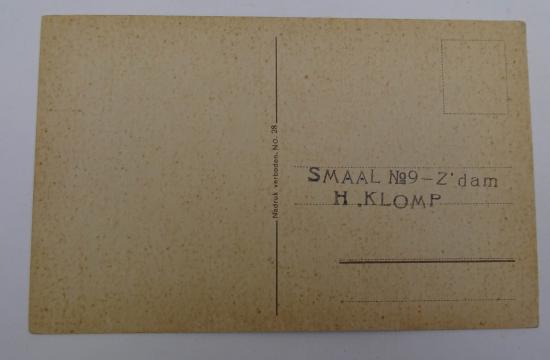 Nadruk verboden. NO. 28
SMAAL №9-Z'dam
H. KLOMP